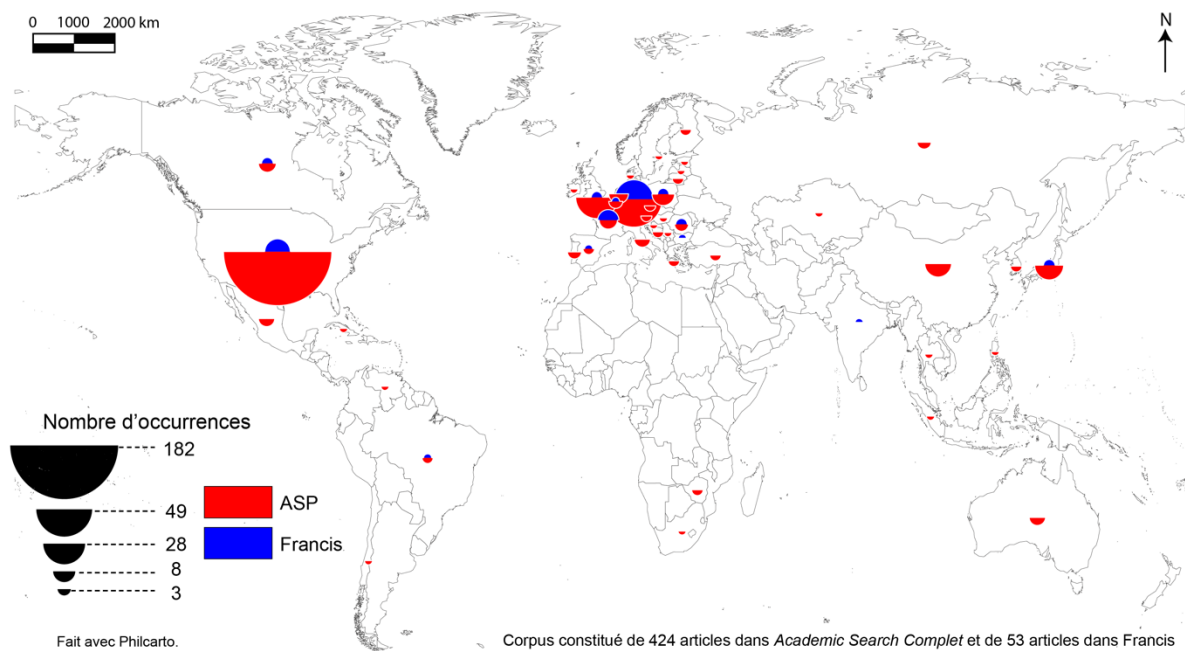 0 1000 2000 km
N
Nombre d'occurrences
182
49
28
8
3
ASP
Francis
Fait avec Philcarto.
Corpus constitué de 424 articles dans Academic Search Complet et de 53 articles dans Francis